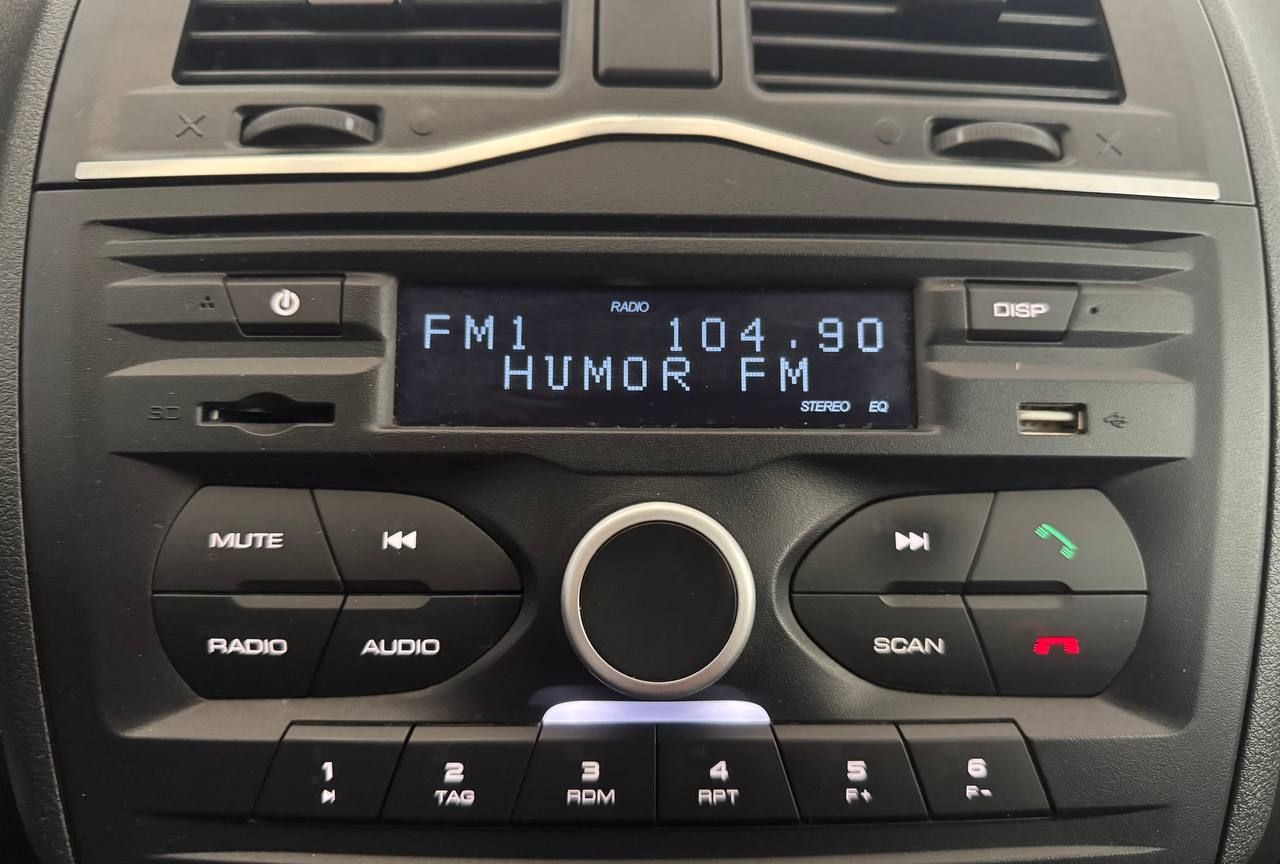 RADIO
FM1 104.90
HUMOR FM
STEREO EQ
DISP
SD
MUTE
RADIO
AUDIO
SCAN
1
2
TAG
3
RDM
4
RPT
5
F+
6
F-